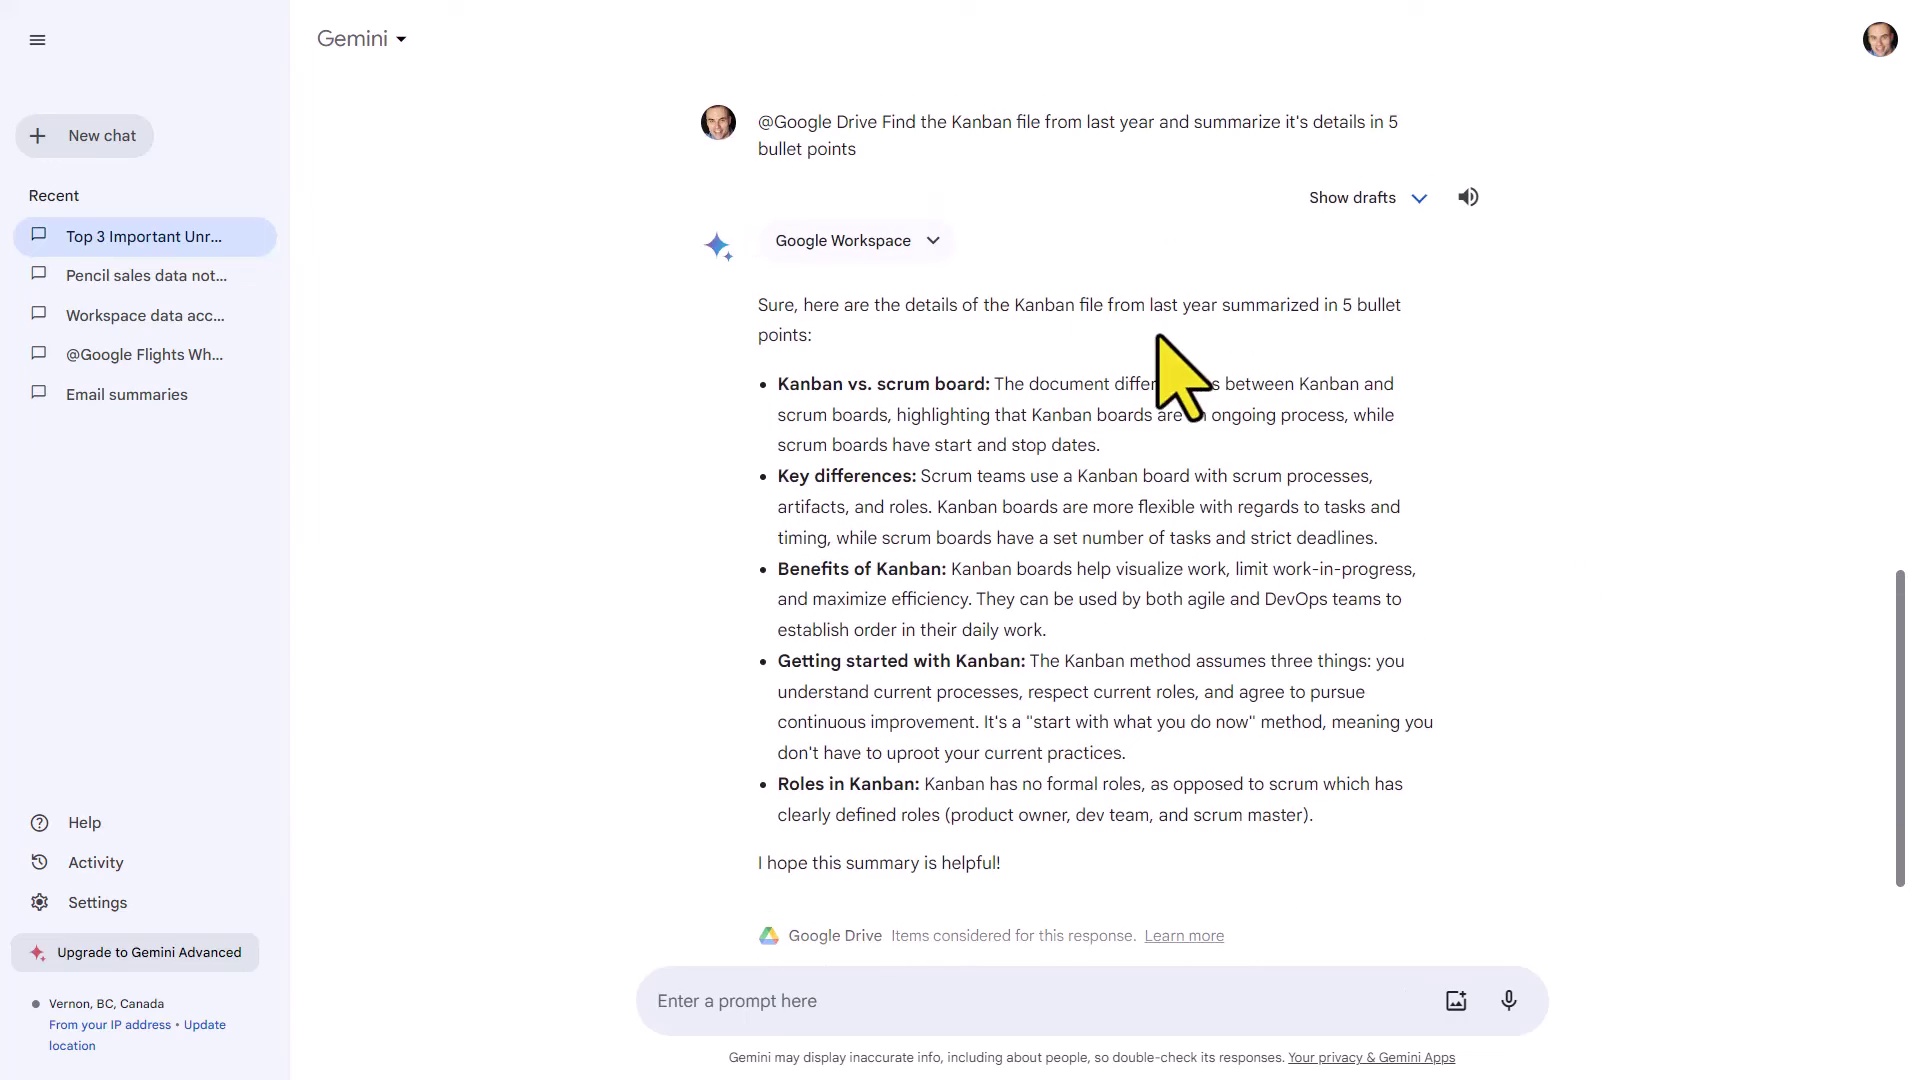 Gemini
New chat
Recent
Top 3 Important Unr...
Pencil sales data not...
Workspace data acc...
@Google Flights Wh...
Email summaries
Help
Activity
Settings
Upgrade to Gemini Advanced
Vernon, BC, Canada
From your IP address • Update
location
@Google Drive Find the Kanban file from last year and summarize it's details in 5
bullet points
Show drafts
Google Workspace
Sure, here are the details of the Kanban file from last year summarized in 5 bullet
points:
• Kanban vs. scrum board: The document between Kanban and
scrum boards, highlighting that Kanban boards are ongoing process, while
scrum boards have start and stop dates.
• Key differences: Scrum teams use a Kanban board with scrum processes,
artifacts, and roles. Kanban boards are more flexible with regards to tasks and
timing, while scrum boards have a set number of tasks and strict deadlines.
• Benefits of Kanban: Kanban boards help visualize work, limit work-in-progress,
and maximize efficiency. They can be used by both agile and DevOps teams to
establish order in their daily work.
• Getting started with Kanban: The Kanban method assumes three things: you
understand current processes, respect current roles, and agree to pursue
continuous improvement. It's a "start with what you do now" method, meaning you
don't have to uproot your current practices.
• Roles in Kanban: Kanban has no formal roles, as opposed to scrum which has
clearly defined roles (product owner, dev team, and scrum master).
I hope this summary is helpful!
Google Drive Items considered for this response. Learn more
Enter a prompt here
Gemini may display inaccurate info, including about people, so double-check its responses. Your privacy & Gemini Apps